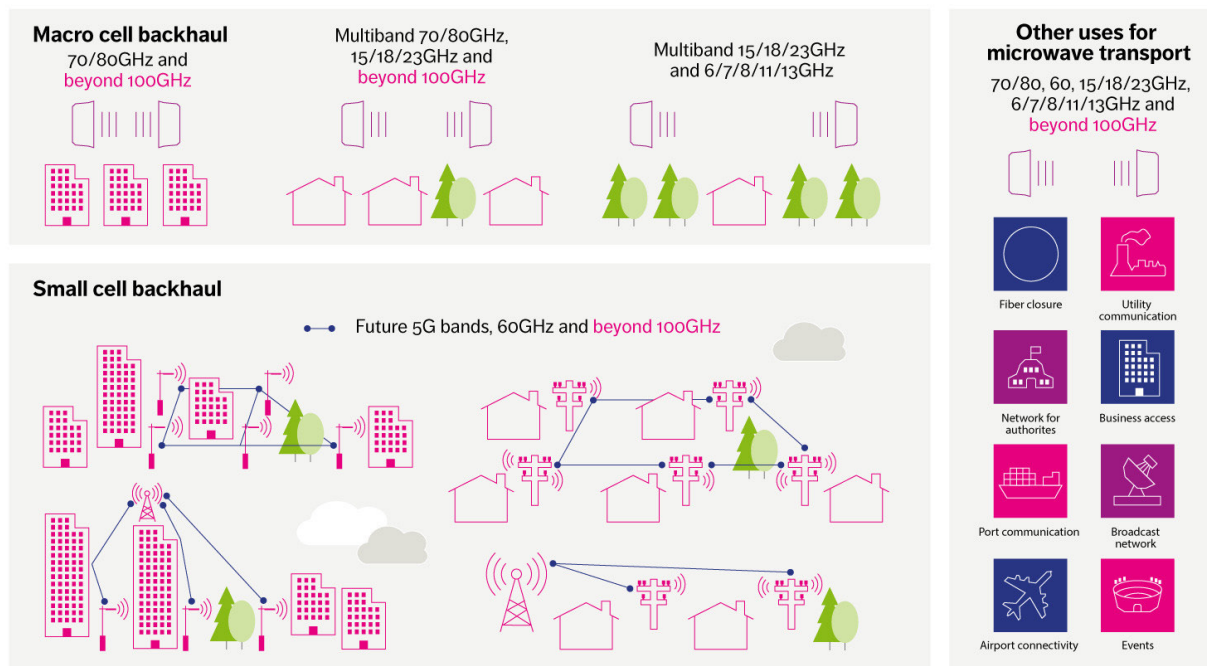 Macro cell backhaul
70/80GHz and
beyond 100GHz
Multiband 70/80GHz,
15/18/23GHz and
beyond 100GHz
Multiband 15/18/23GHz
and 6/7/8/11/13GHz
Small cell backhaul
Future 5G bands, 60GHz and beyond 100GHz
Other uses for
microwave transport
70/80, 60, 15/18/23GHz,
6/7/8/11/13GHz and
beyond 100GHz
Fiber closure
Utility
communication
Network for
authorites
Business access
Port communication
Broadcast
network
Airport connectivity
Events